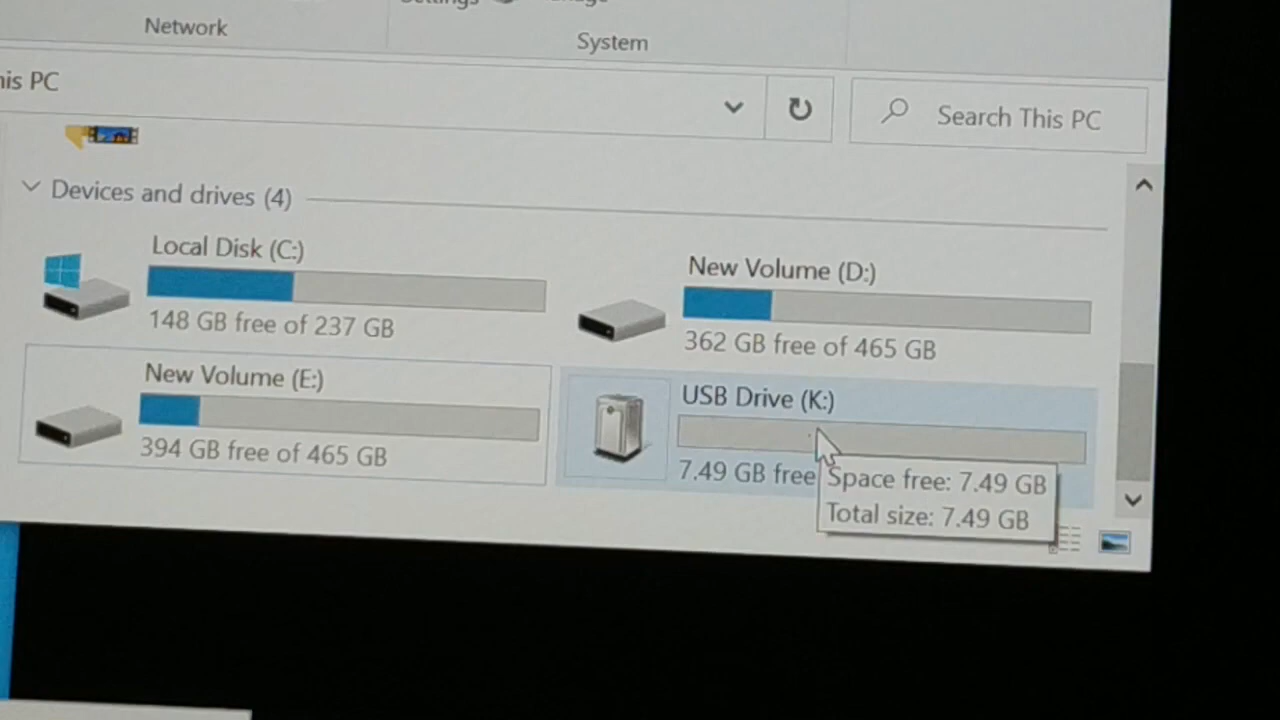 Network
System
his PC
Search This PC
Devices and drives (4)
Local Disk (C:)
148 GB free of 237 GB
New Volume (D:)
362 GB free of 465 GB
New Volume (E:)
394 GB free of 465 GB
USB Drive (K:)
7.49 GB free
Space free: 7.49 GB
Total size: 7.49 GB